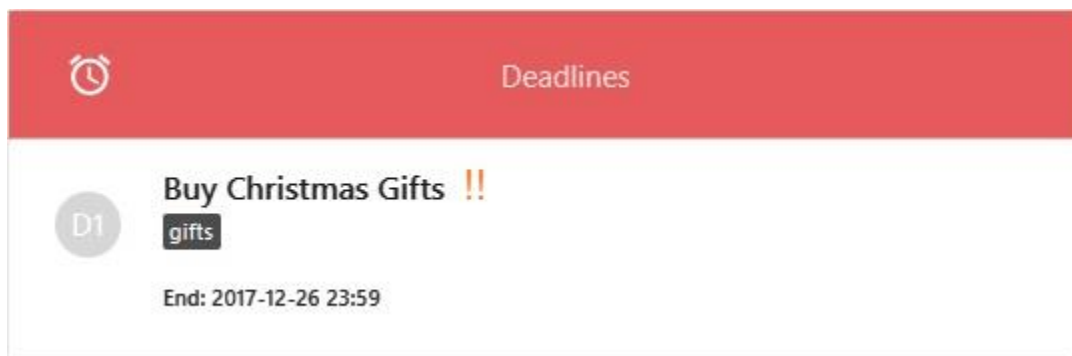 Deadlines
Buy Christmas Gifts !!
D1
gifts
End: 2017-12-26 23:59